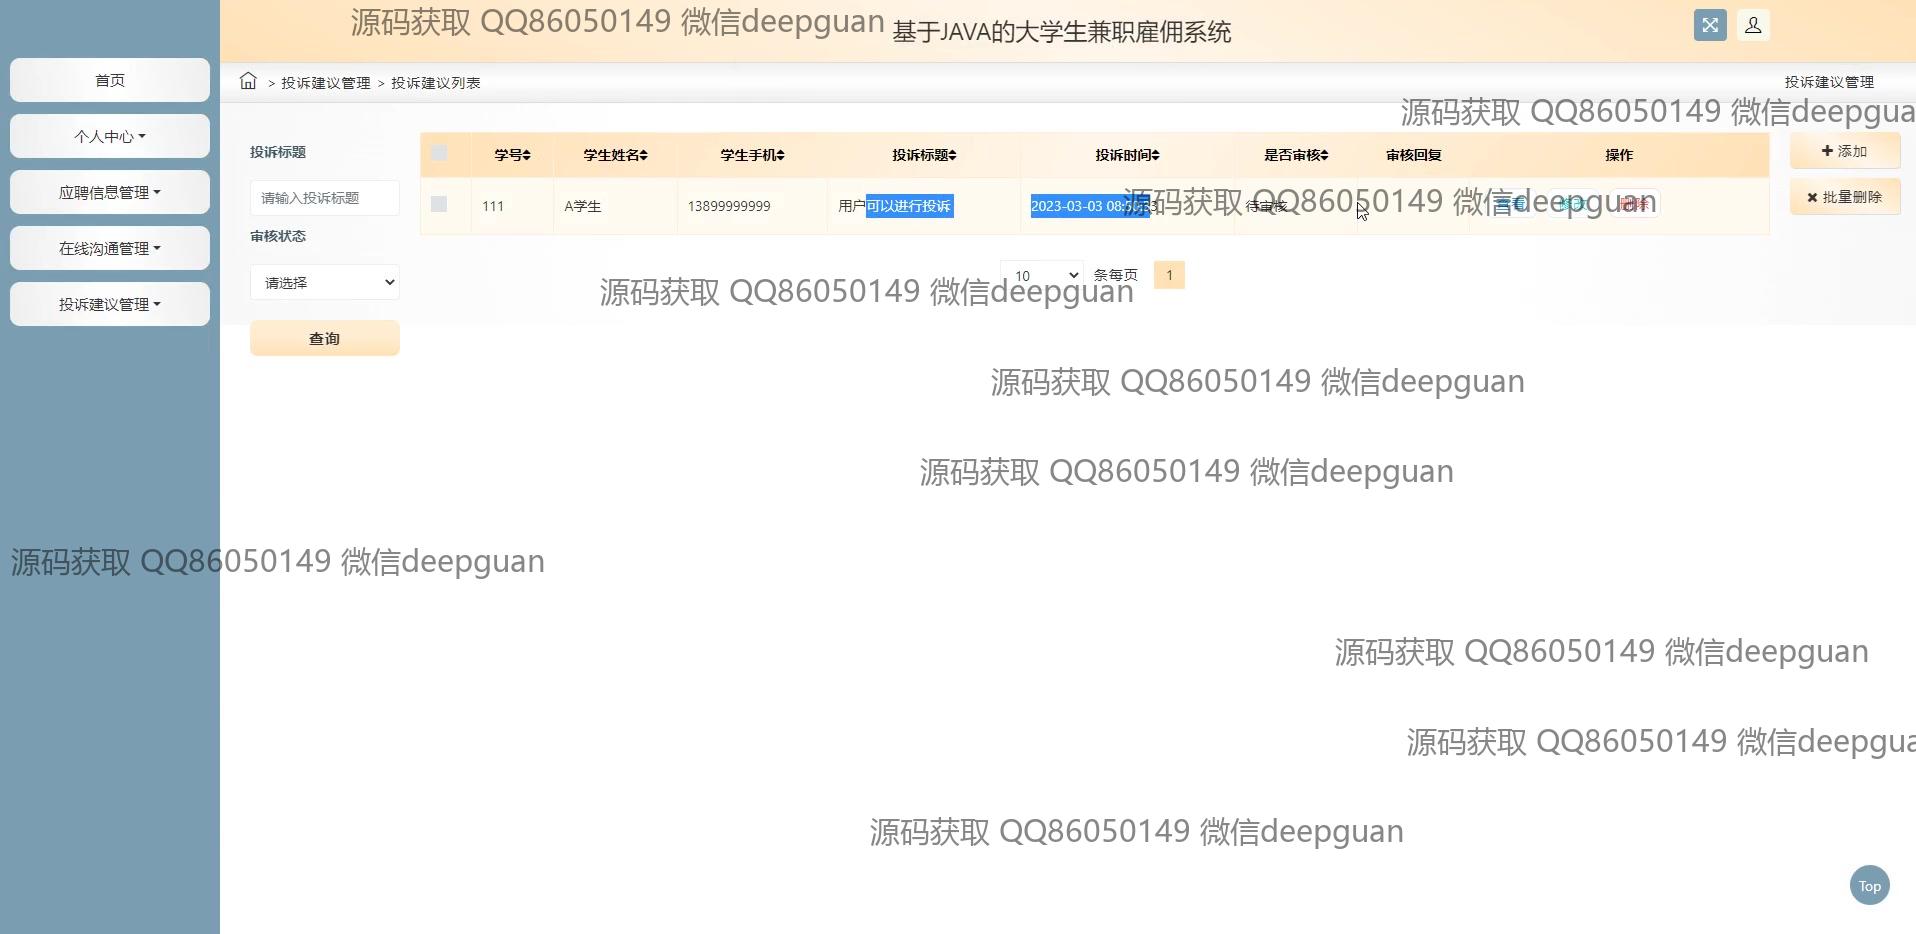 源码获取 QQ86050149 微信deepguan
基于JAVA的大学生兼职雇佣系统
首页
个人中心
应聘信息管理
在线沟通管理
投诉建议管理
> 投诉建议管理 > 投诉建议列表
投诉建议管理
源码获取 QQ86050149 微信deepgua
投诉标题
请输入投诉标题
审核状态
请选择
查询
学号 学生姓名 学生手机 投诉标题 投诉时间 是否审核 审核回复 操作
111 A学生 13899999999 用户可以进行投诉 2023-03-03 08: 待审核 查看 修改 删除
源码获取 QQ86050149 微信deepguan
添加
批量删除
10 条每页 1
源码获取 QQ86050149 微信deepguan
源码获取 QQ86050149 微信deepguan
源码获取 QQ86050149 微信deepguan
源码获取 QQ86050149 微信deepguan
源码获取 QQ86050149 微信deepguan
源码获取 QQ86050149 微信deepgua
源码获取 QQ86050149 微信deepguan
Top